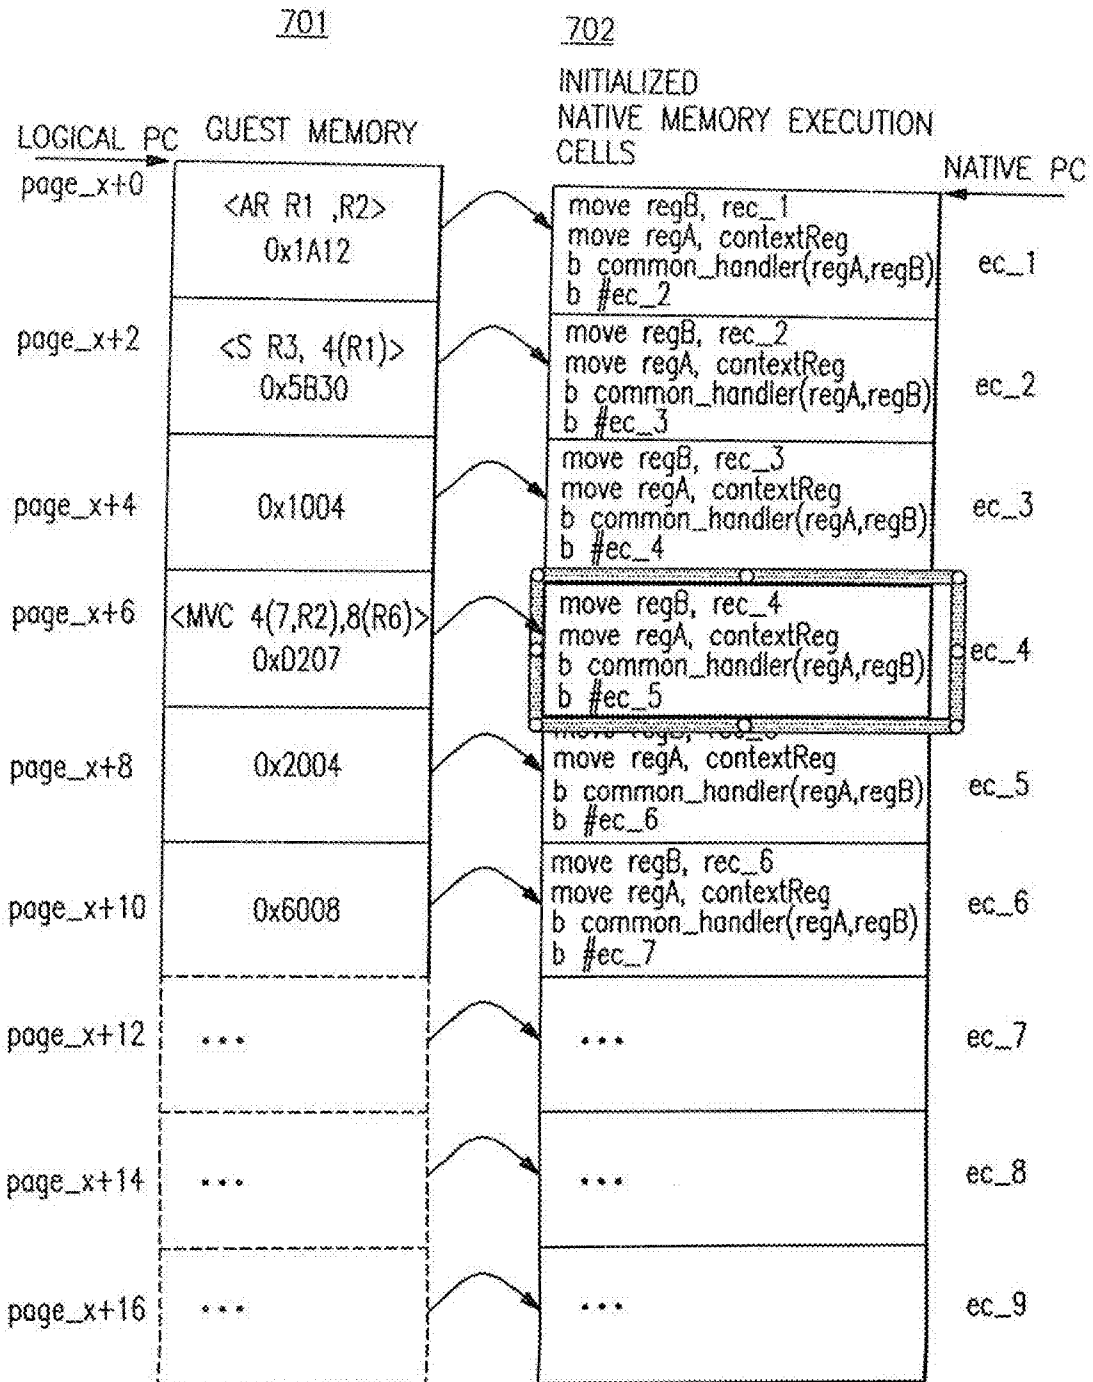 701
702
INITIALIZED
NATIVE MEMORY EXECUTION
CELLS
LOGICAL PC
GUEST MEMORY
NATIVE PC
page_x+0
<AR R1 ,R2>
0x1A12
move regB, rec_1
move regA, contextReg
b common_handler(regA,regB)
b #ec_2
ec_1
page_x+2
<S R3, 4(R1)>
0x5B30
move regB, rec_2
move regA, contextReg
b common_handler(regA,regB)
b #ec_3
ec_2
page_x+4
0x1004
move regB, rec_3
move regA, contextReg
b common_handler(regA,regB)
b #ec_4
ec_3
page_x+6
<MVC 4(7,R2),8(R6)>
0xD207
move regB, rec_4
move regA, contextReg
b common_handler(regA,regB)
b #ec_5
ec_4
page_x+8
0x2004
move regA, contextReg
b common_handler(regA,regB)
b #ec_6
ec_5
page_x+10
0x6008
move regB, rec_6
move regA, contextReg
b common_handler(regA,regB)
b #ec_7
ec_6
page_x+12
...
...
ec_7
page_x+14
...
...
ec_8
page_x+16
...
...
ec_9